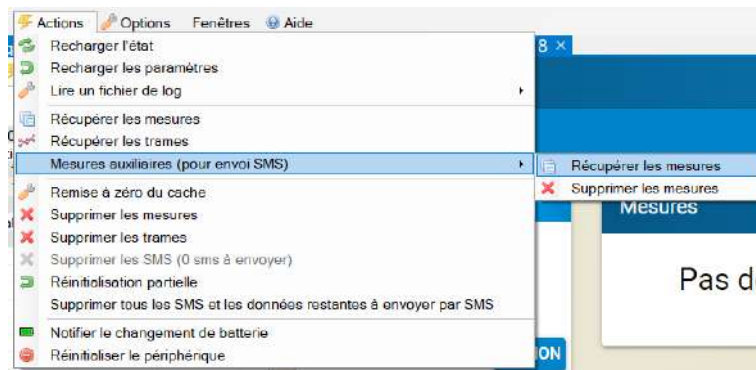 Actions Options Fenêtres Aide
Recharger l'état
8 ×
Recharger les paramètres
Lire un fichier de log
Récupérer les mesures
Récupérer les trames
Mesures auxiliaires (pour envoi SMS)
Récupérer les mesures
Remise à zéro du cache
Supprimer les mesures
Supprimer les mesures
Mesures
Supprimer les trames
Supprimer les SMS (0 sms à envoyer)
Réinitialisation partielle
Pas d
Supprimer tous les SMS et les données restantes à envoyer par SMS
Notifier le changement de batterie
Réinitialiser le périphérique
ON